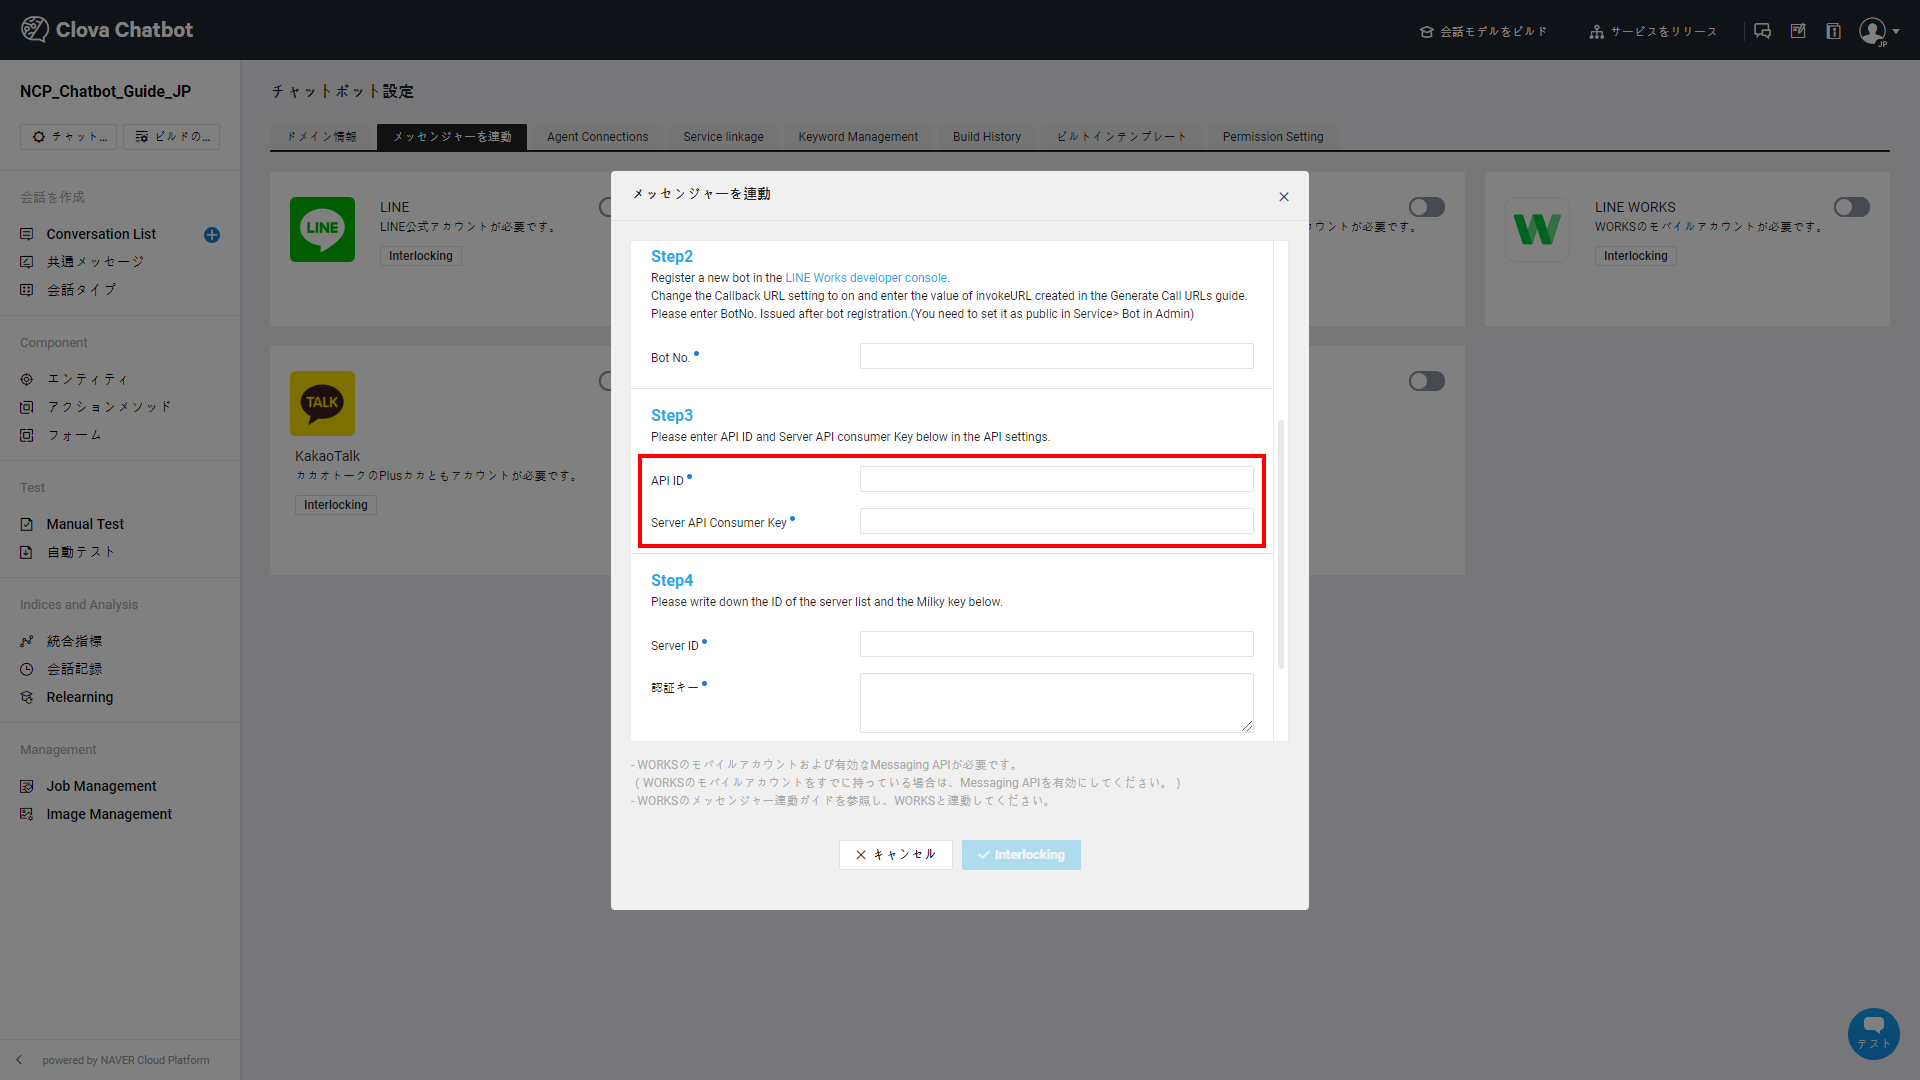 Clova Chatbot
会話モデルをビルド
サービスをリリース
JP
NCP_Chatbot_Guide_JP
チャット...
ビルドの...
会話を作成
Conversation List
共通メッセージ
会話タイプ
Component
エンティティ
アクションメソッド
フォーム
Test
Manual Test
自動テスト
Indices and Analysis
統合指標
会話記録
Relearning
Management
Job Management
Image Management
powered by NAVER Cloud Platform
チャットボット設定
ドメイン情報
メッセンジャーを連動
Agent Connections
Service linkage
Keyword Management
Build History
ビルトインテンプレート
Permission Setting
LINE
LINE
LINE公式アカウントが必要です。
Interlocking
ウントが必要です。
LINE WORKS
WORKSのモバイルアカウントが必要です。
Interlocking
TALK
KakaoTalk
カカオトークのPlusカカともアカウントが必要です。
Interlocking
メッセンジャーを連動
Step2
Register a new bot in the LINE Works developer console.
Change the Callback URL setting to on and enter the value of invokeURL created in the Generate Call URLs guide.
Please enter BotNo. Issued after bot registration.(You need to set it as public in Service> Bot in Admin)
Bot No.
Step3
Please enter API ID and Server API consumer Key below in the API settings.
API ID
Server API Consumer Key
Step4
Please write down the ID of the server list and the Milky key below.
Server ID
認証キー
- WORKSのモバイルアカウントおよび有効なMessaging APIが必要です。
（WORKSのモバイルアカウントをすでに持っている場合は、Messaging APIを有効にしてください。）
- WORKSのメッセンジャー連動ガイドを参照し、WORKSと連動してください。
キャンセル
Interlocking
テスト